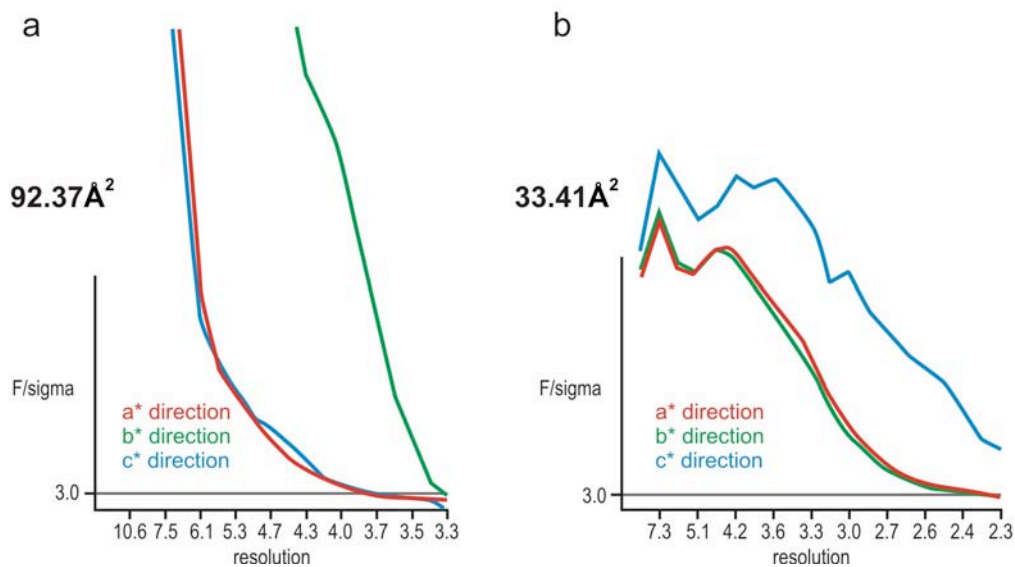 a
92.37Å²
F/sigma
a* direction
b* direction
c* direction
3.0
10.6 7.5 6.1 5.3 4.7 4.3 4.0 3.7 3.5 3.3
resolution
b
33.41Å²
F/sigma
a* direction
b* direction
c* direction
3.0
7.3 5.1 4.2 3.6 3.3 3.0 2.7 2.6 2.4 2.3
resolution